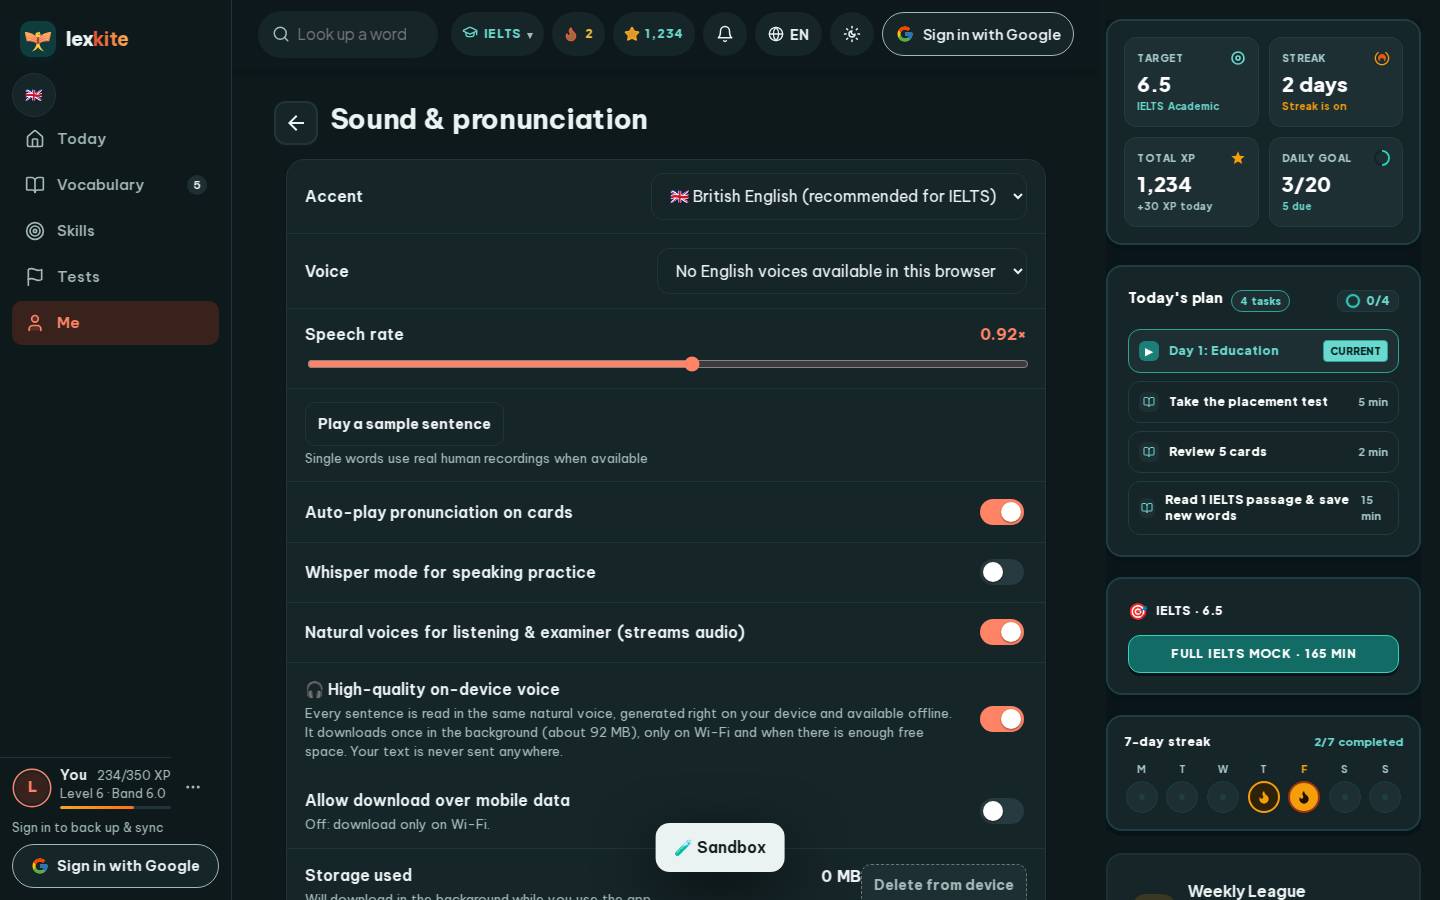 lexkite
Look up a word
IELTS
2
1,234
EN
Sign in with Google
Today
Vocabulary
5
Skills
Tests
Me
You
234/350 XP
Level 6 · Band 6.0
L
Sign in to back up & sync
Sign in with Google
Sound & pronunciation
Accent
British English (recommended for IELTS)
Voice
No English voices available in this browser
Speech rate
0.92×
Play a sample sentence
Single words use real human recordings when available
Auto-play pronunciation on cards
Whisper mode for speaking practice
Natural voices for listening & examiner (streams audio)
🎧 High-quality on-device voice
Every sentence is read in the same natural voice, generated right on your device and available offline.
It downloads once in the background (about 92 MB), only on Wi-Fi and when there is enough free
space. Your text is never sent anywhere.
Allow download over mobile data
Off: download only on Wi-Fi.
🧪 Sandbox
Storage used
0 MB
Delete from device
Will download in the background while you use the app.
TARGET
6.5
IELTS Academic
STREAK
2 days
Streak is on
TOTAL XP
1,234
+30 XP today
DAILY GOAL
3/20
5 due
Today's plan
4 tasks
0/4
Day 1: Education
CURRENT
Take the placement test
5 min
Review 5 cards
2 min
Read 1 IELTS passage & save
new words
15
min
🎯 IELTS · 6.5
FULL IELTS MOCK · 165 MIN
7-day streak
2/7 completed
M T W T F S S
Weekly League